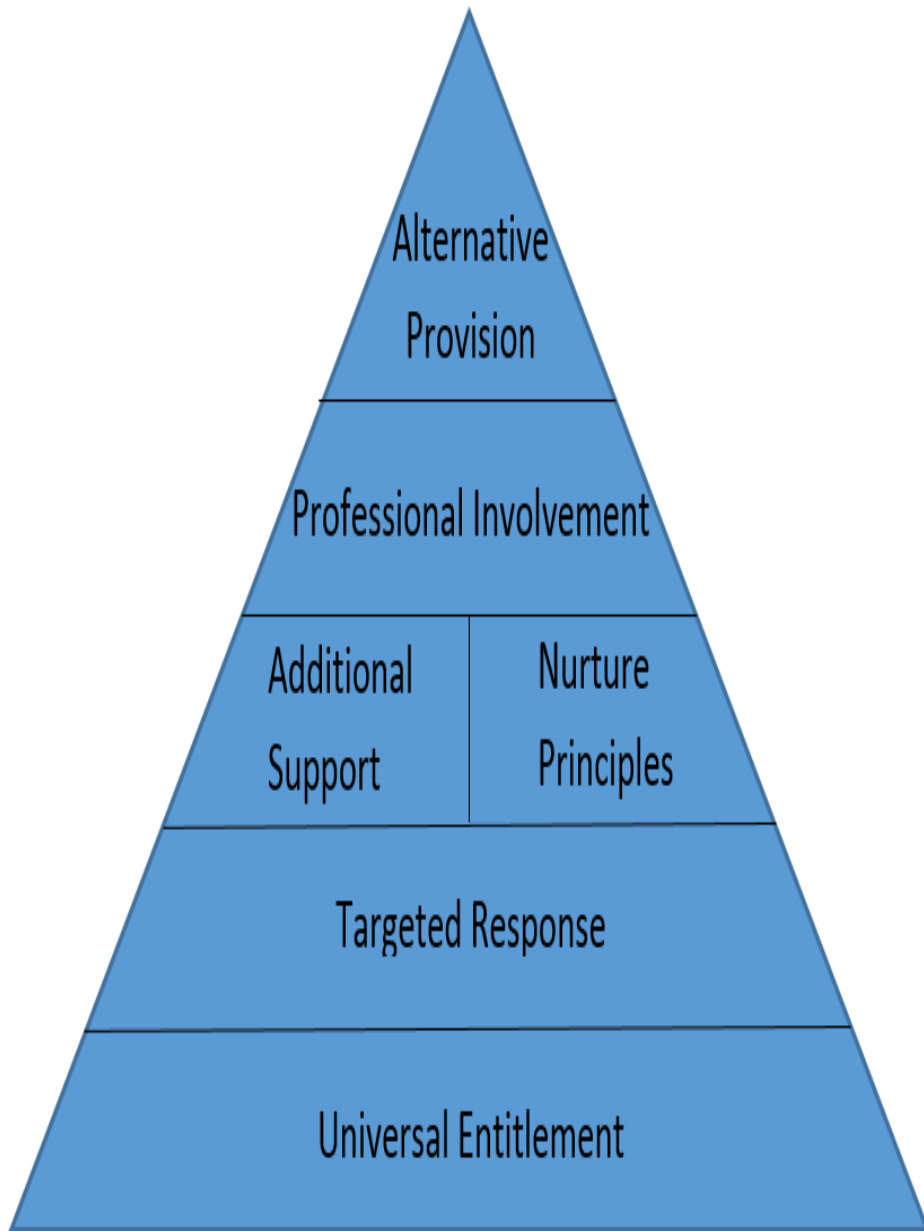 Alternative
Provision
Professional Involvement
Additional
Support
Nurture
Principles
Targeted Response
Universal Entitlement